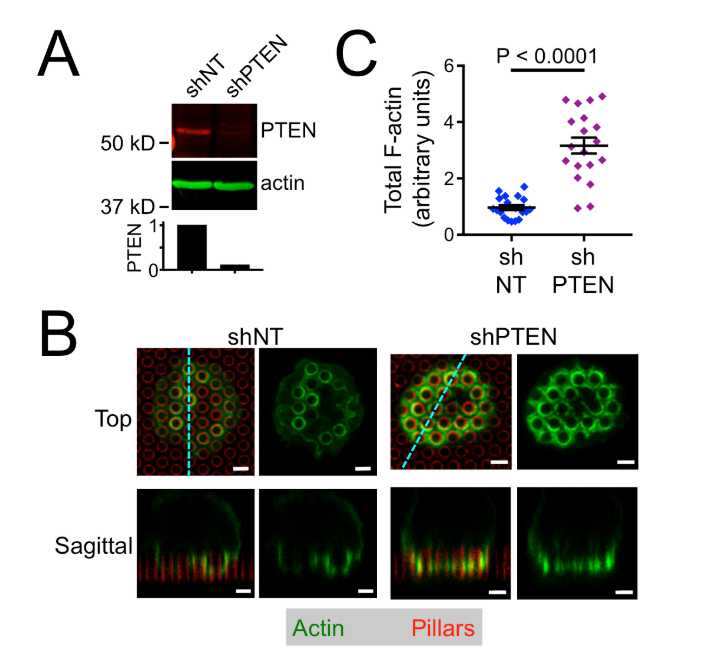 A
shNT
shPTEN
50 kD
PTEN
actin
37 kD
PTEN
1
0
C
P < 0.0001
Total F-actin
(arbitrary units)
6
4
2
0
sh
NT
sh
PTEN
B
shNT
shPTEN
Top
Sagittal
Actin Pillars